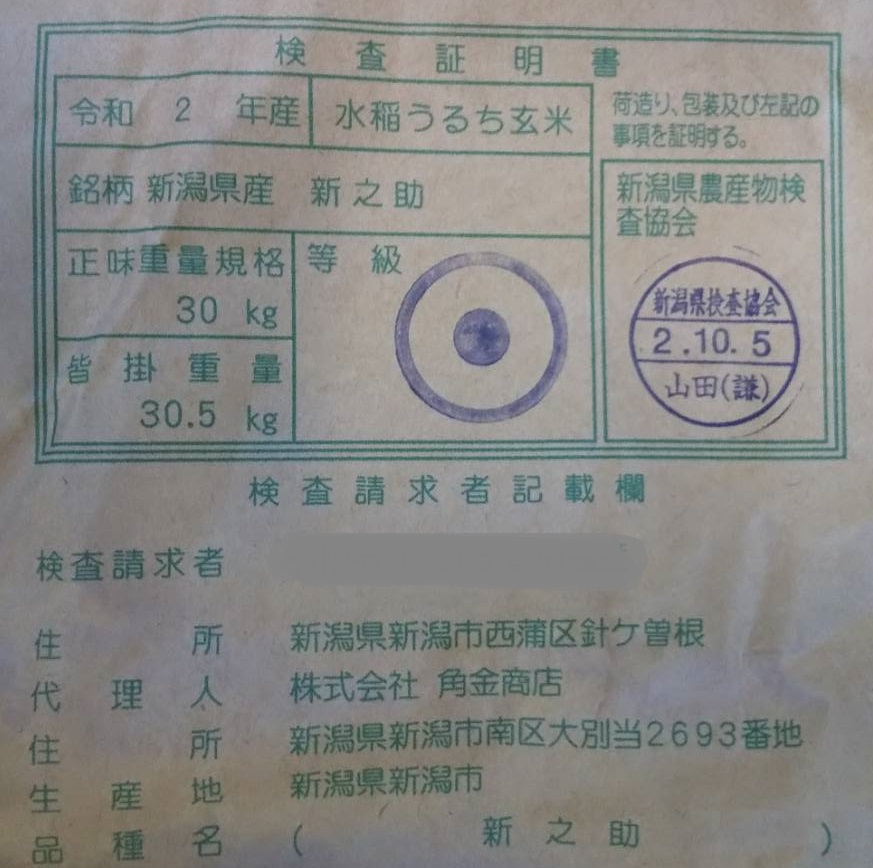 検査証明書
令和 2 年産
水稲うるち玄米
荷造り、包装及び左記の
事項を証明する。
銘柄 新潟県産 新之助
新潟県農産物検
査協会
正味重量規格
30 kg
等級
皆掛重量
30.5 kg
新潟県検査協会
2.10.5
山田(謙)
検査請求者記載欄
検査請求者
住所 新潟県新潟市西蒲区針ケ曽根
代理人 株式会社 角金商店
住所 新潟県新潟市南区大別当2693番地
生産地 新潟県新潟市
品種名 ( 新之助 )